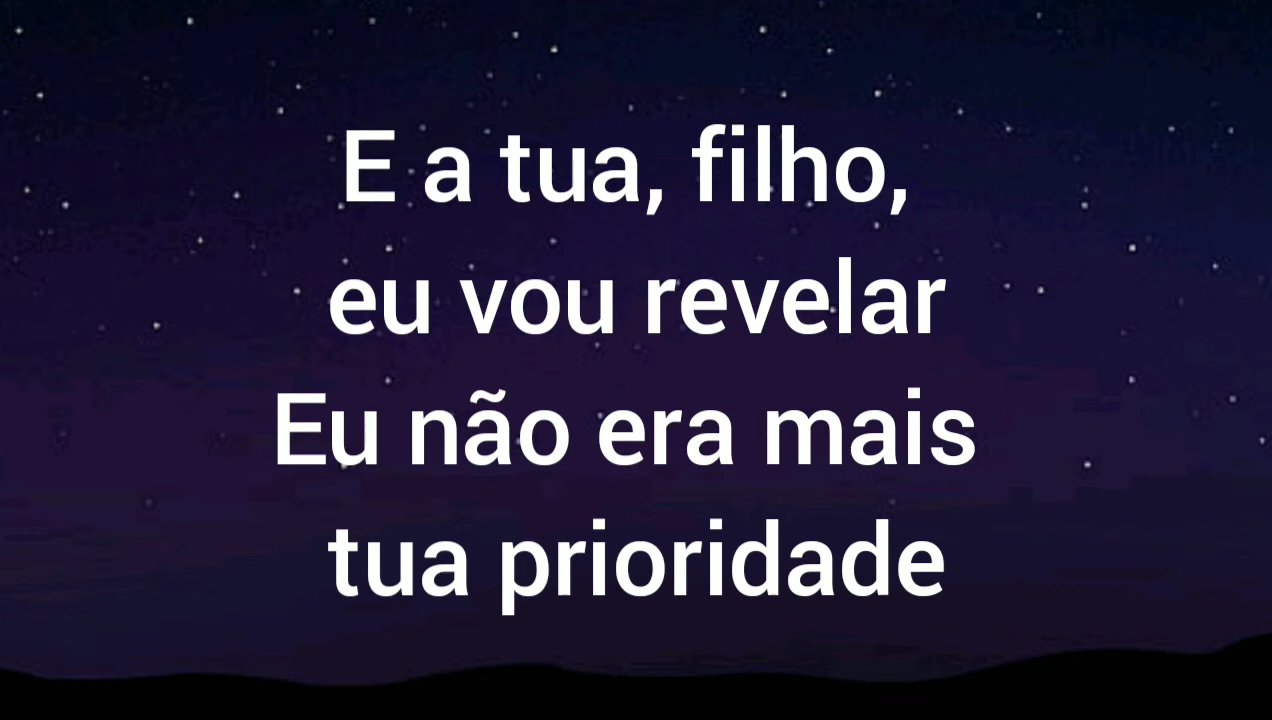 E a tua, filho,
eu vou revelar
Eu não era mais
tua prioridade